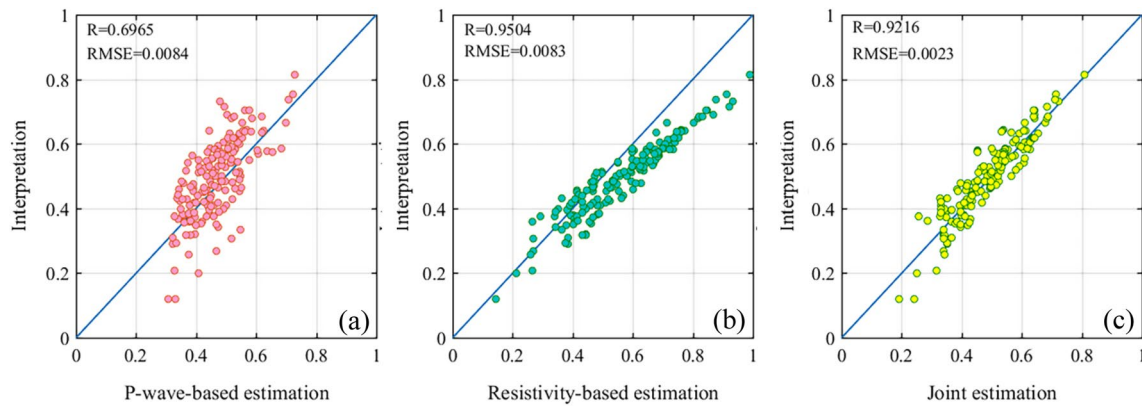 R=0.6965
RMSE=0.0084
1
0.8
0.6
0.4
0.2
0
Interpretation
0 0.2 0.4 0.6 0.8 1
(a)
P-wave-based estimation
R=0.9504
RMSE=0.0083
1
0.8
0.6
0.4
0.2
0
Interpretation
0 0.2 0.4 0.6 0.8 1
(b)
Resistivity-based estimation
R=0.9216
RMSE=0.0023
1
0.8
0.6
0.4
0.2
0
Interpretation
0 0.2 0.4 0.6 0.8 1
(c)
Joint estimation